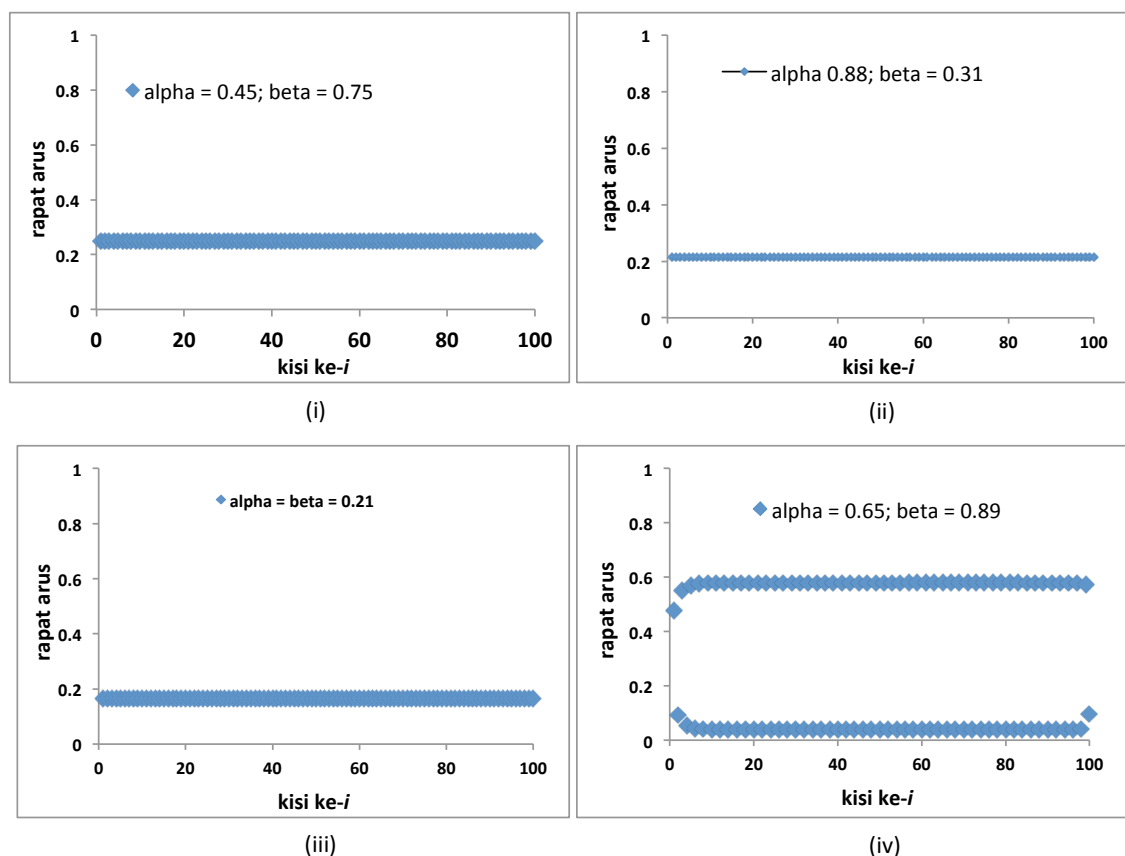 1
0.8
0.6
0.4
0.2
0
rapat arus
alpha = 0.45; beta = 0.75
0 20 40 60 80 100
kisi ke-i
(i)
1
0.8
0.6
0.4
0.2
0
rapat arus
alpha 0.88; beta = 0.31
0 20 40 60 80 100
kisi ke-i
(ii)
1
0.8
0.6
0.4
0.2
0
rapat arus
alpha = beta = 0.21
0 20 40 60 80 100
kisi ke-i
(iii)
1
0.8
0.6
0.4
0.2
0
rapat arus
alpha = 0.65; beta = 0.89
0 20 40 60 80 100
kisi ke-i
(iv)